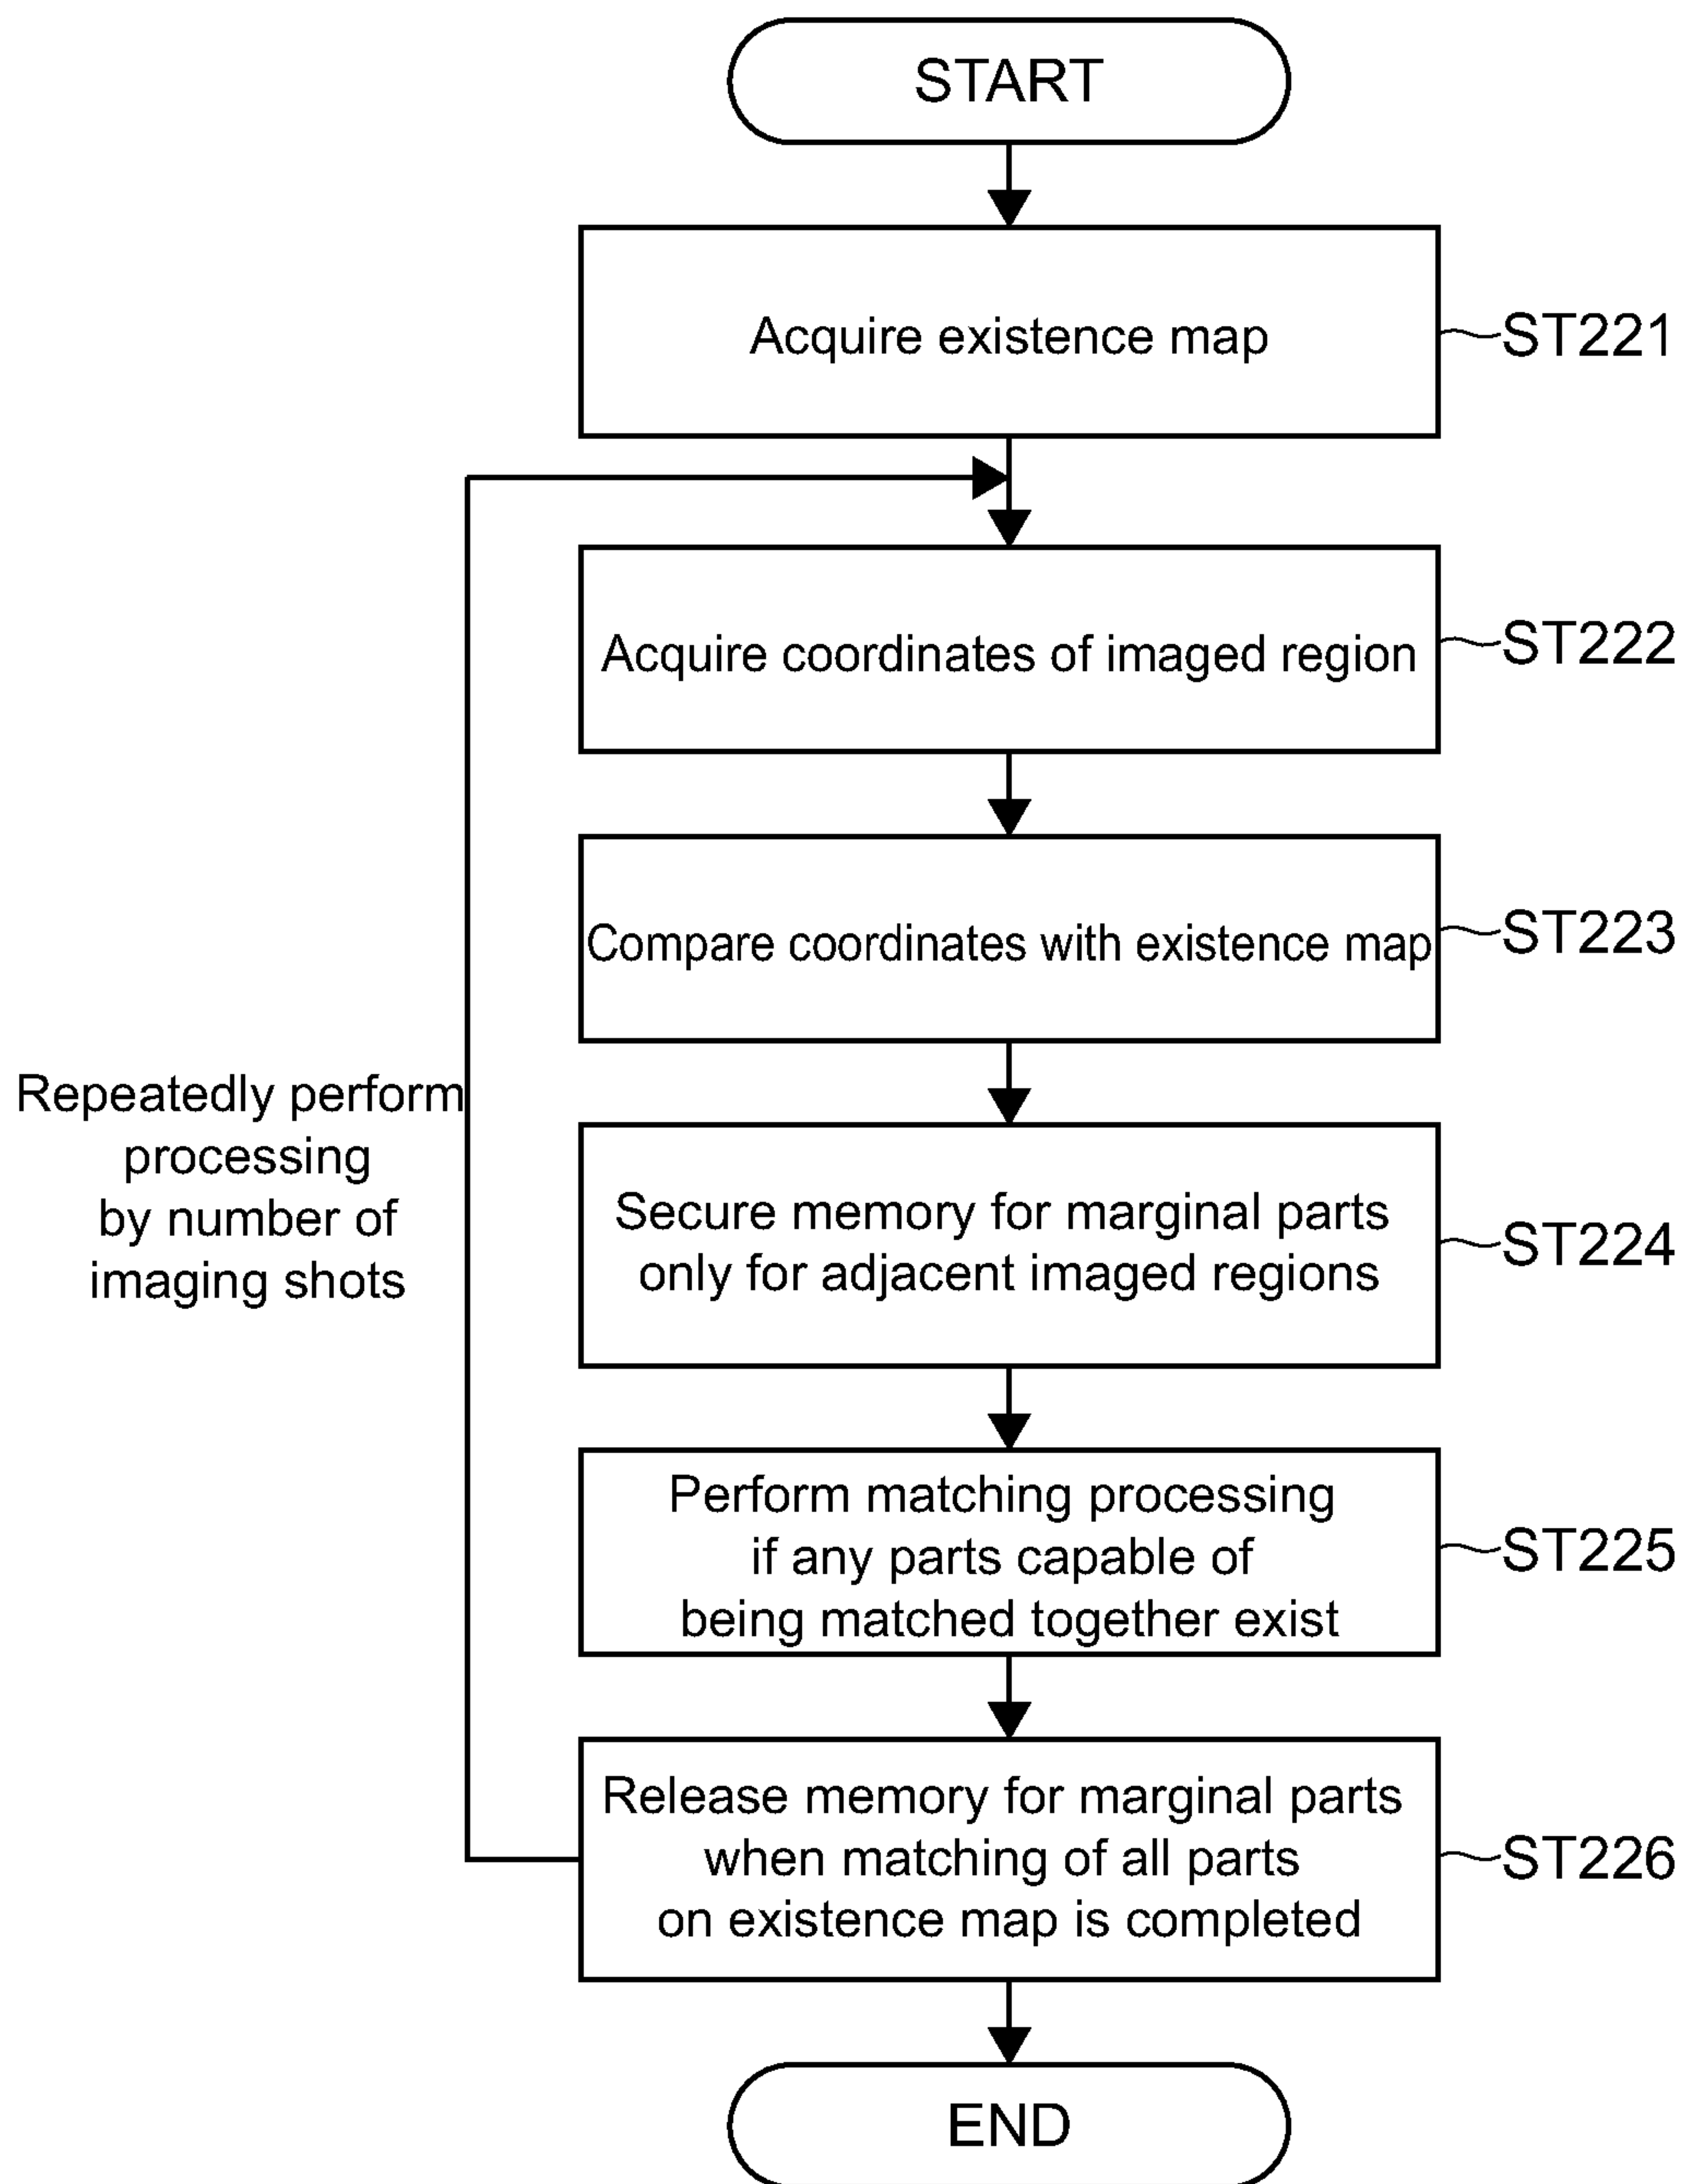 START
Acquire existence map
ST221
Acquire coordinates of imaged region
ST222
Compare coordinates with existence map
ST223
Repeatedly perform
processing
by number of
imaging shots
Secure memory for marginal parts
only for adjacent imaged regions
ST224
Perform matching processing
if any parts capable of
being matched together exist
ST225
Release memory for marginal parts
when matching of all parts
on existence map is completed
ST226
END